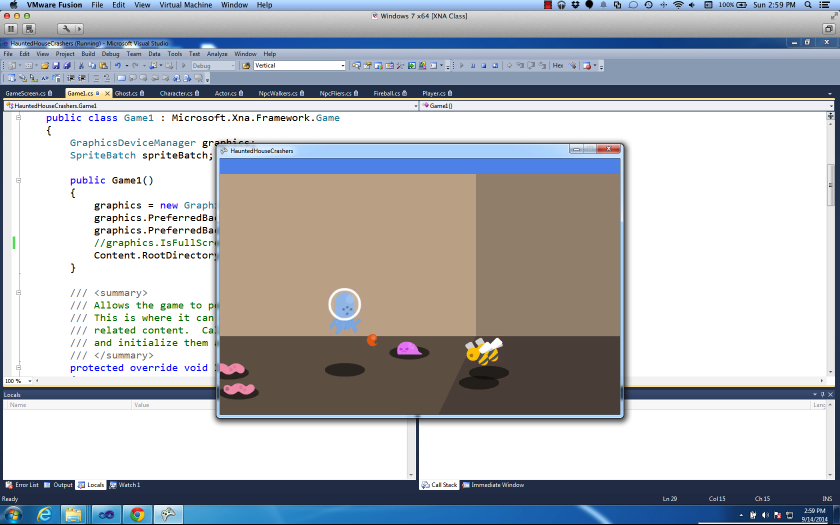 VMware Fusion File Edit View Virtual Machine Window Help 100% Sun 2:59 PM
Windows 7 x64 [XNA Class]
HauntedHouseCrashers (Running) - Microsoft Visual Studio
File Edit View Project Build Debug Team Data Tools Test Analyze Window Help
Debug Vertical Hex
GameScreen.cs Game1.cs Ghost.cs Character.cs Actor.cs NpcWalkers.cs NpcFliers.cs Fireball.cs Player.cs
HauntedHouseCrashers.Game1 Game1()
public class Game1 : Microsoft.Xna.Framework.Game
{
GraphicsDeviceManager graphics;
SpriteBatch spriteBatch;
HauntedHouseCrashers
public Game1()
{
graphics = new Graphi
graphics.PreferredBa
graphics.PreferredBa
//graphics.IsFullScre
Content.RootDirectory
}
/// <summary>
/// Allows the game to pe
/// This is where it can
/// related content. Ca
/// and initialize them a
/// </summary>
protected override void I
100 %
Locals
Name Value Lang
Error List Output Locals Watch 1 Call Stack Immediate Window
Ready Ln 29 Col 15 Ch 15 INS
2:59 PM
9/14/2014